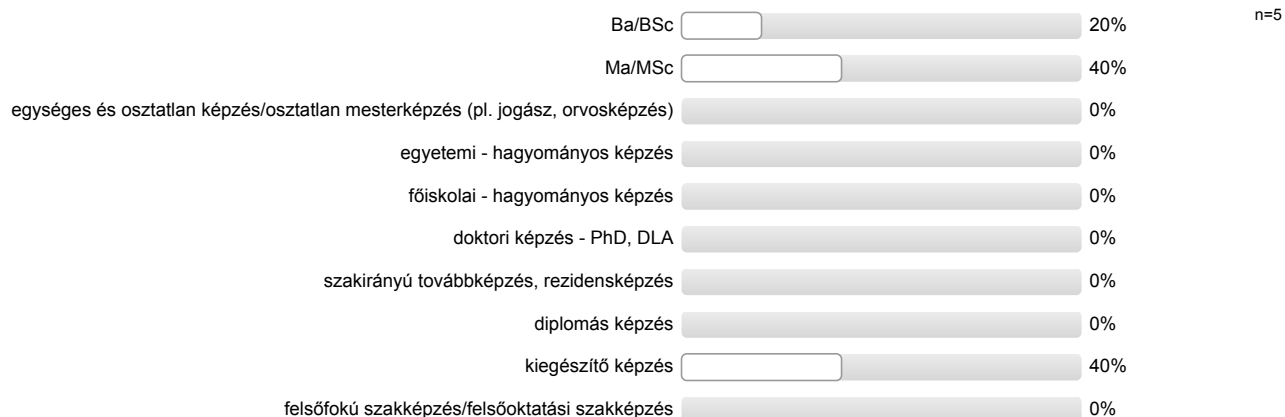 Ba/BSc 20% n=5
Ma/MSc 40%
egységes és osztatlan képzés/osztatlan mesterképzés (pl. jogász, orvosképzés) 0%
egyetemi - hagyományos képzés 0%
főiskolai - hagyományos képzés 0%
doktori képzés - PhD, DLA 0%
szakirányú továbbképzés, rezidensképzés 0%
diplomás képzés 0%
kiegészítő képzés 40%
felsőfokú szakképzés/felsőoktatási szakképzés 0%